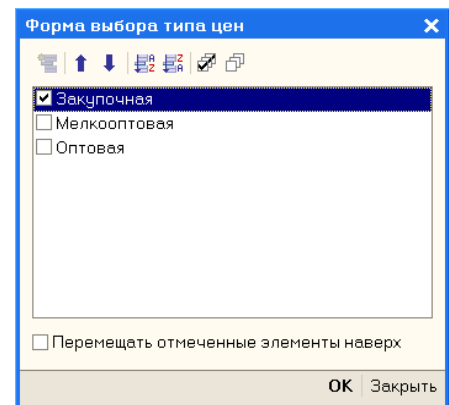 Форма выбора типа цен
Закупочная
Мелкооптовая
Оптовая
Перемещать отмеченные элементы наверх
OK Закрыть